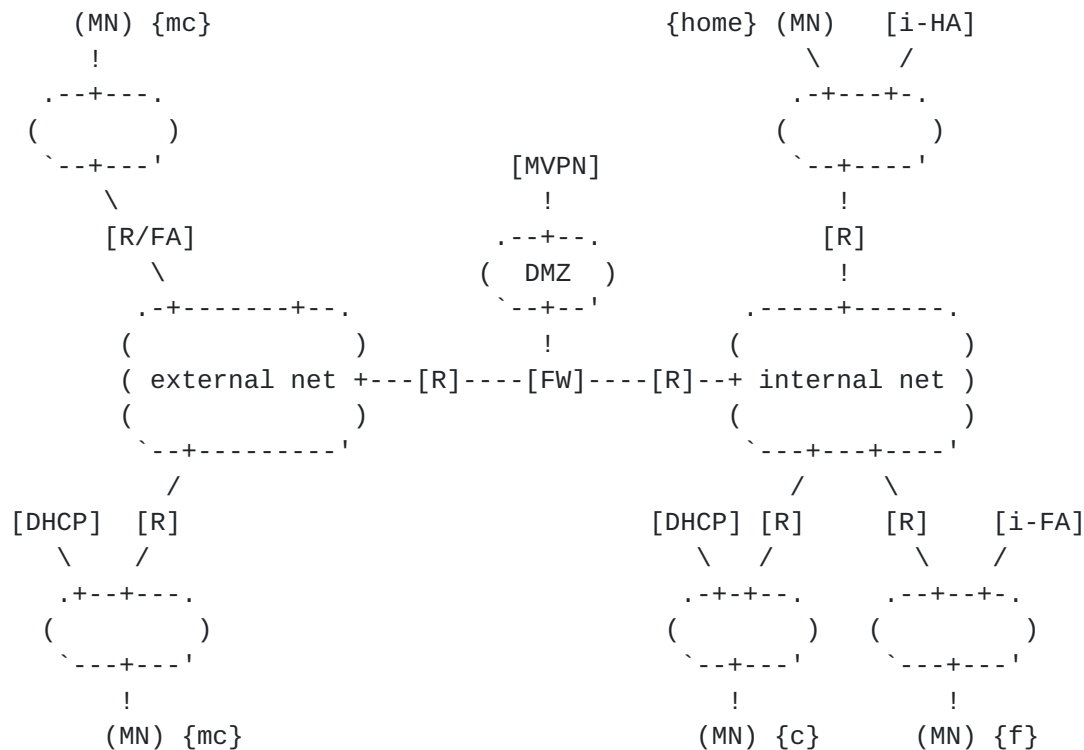 (MN) {mc} {home} (MN) [i-HA]
! \ /
.--+---. .-+---+-.
( ) ( )
`--+---' [MVPN] `--+----'
\ ! !
[R/FA] .--+--. [R]
\ ( DMZ ) !
.-+-------+--. `--+--' .-----+------.
( ) ! ( )
( external net +---[R]----[FW]----[R]--+ internal net )
( ) ( )
`--+---------' `---+---+----'
/ / \
[DHCP] [R] [DHCP] [R] [R] [i-FA]
\ / \ / \ /
.+--+---. .-+-+--. .--+--+-.
( ) ( ) ( )
`---+---' `--+---' `---+---'
! ! !
(MN) {mc} (MN) {c} (MN) {f}